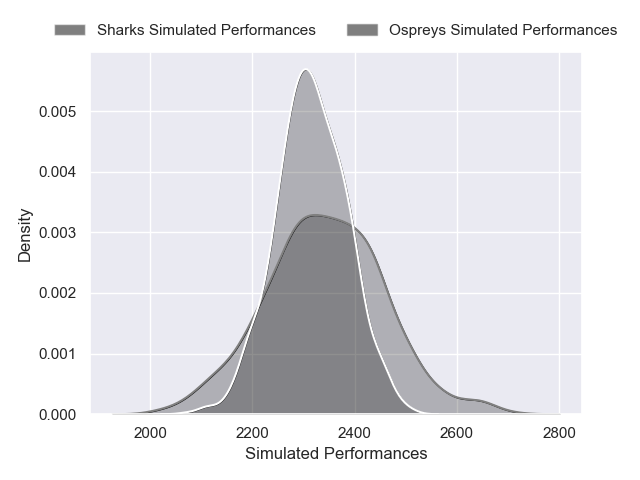 Sharks Simulated Performances Ospreys Simulated Performances
0.005
0.004
0.003
0.002
0.001
0.000
Density
2000 2200 2400 2600 2800
Simulated Performances